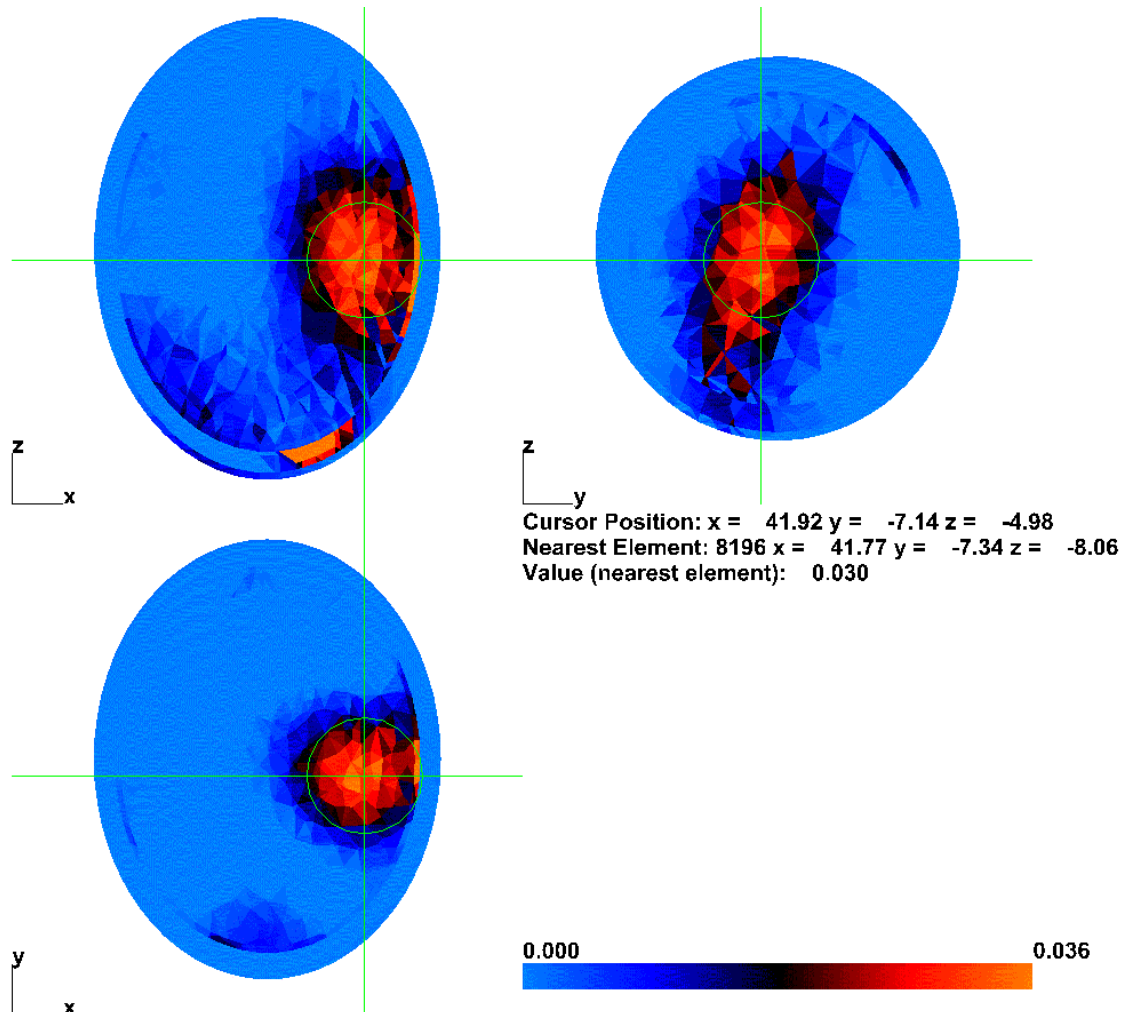 z
x
z
y
Cursor Position: x = 41.92 y = -7.14 z = -4.98
Nearest Element: 8196 x = 41.77 y = -7.34 z = -8.06
Value (nearest element): 0.030
y
x
0.000 0.036